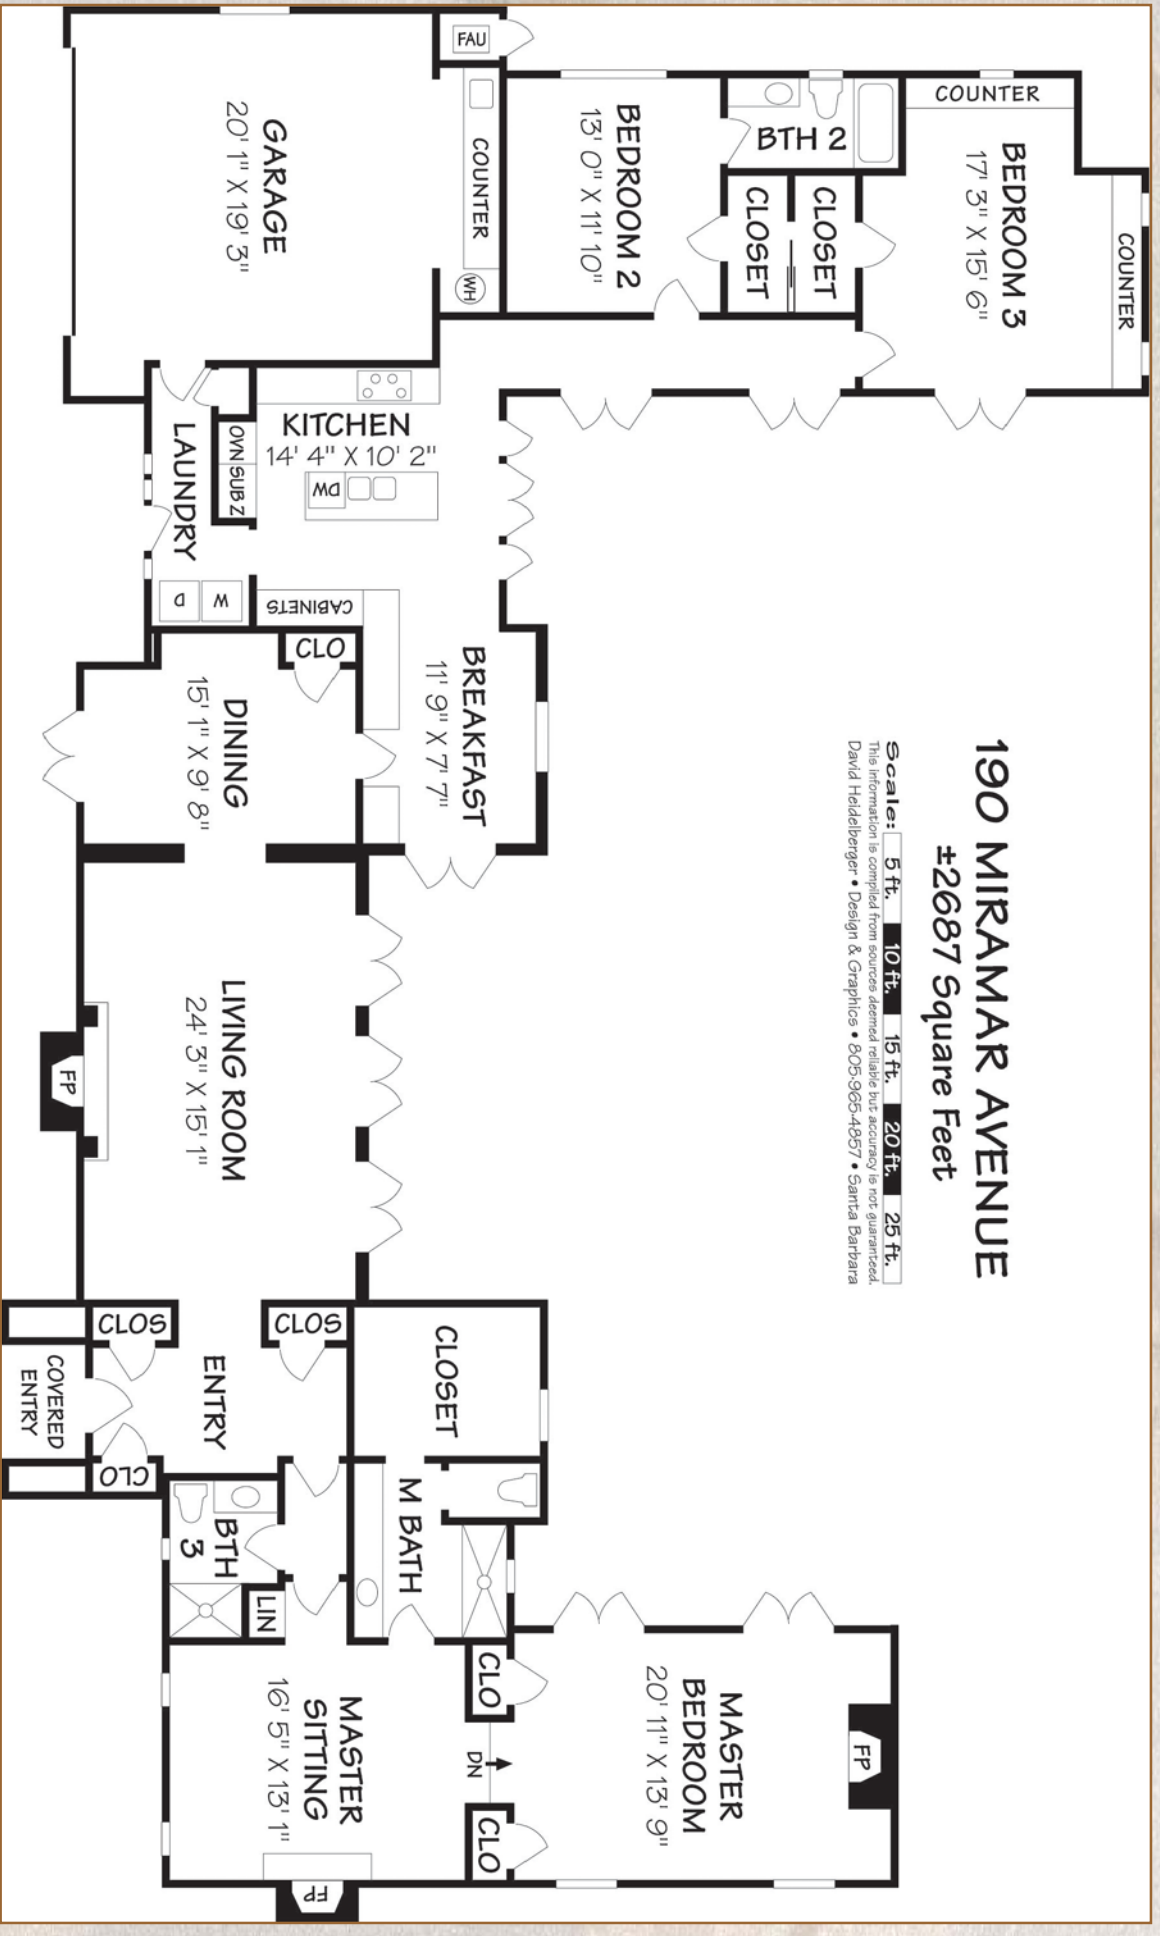 190 MIRAMAR AVENUE
±2687 Square Feet
Scale: 5 ft. 10 ft. 15 ft. 20 ft. 25 ft.
This information is compiled from sources deemed reliable but accuracy is not guaranteed.
David Heidelberger • Design & Graphics • 805·965·4857 • Santa Barbara
FAU
GARAGE
20' 1" X 19' 3"
COUNTER
WH
BEDROOM 2
13' 0" X 11' 10"
BTH 2
CLOSET
CLOSET
COUNTER
BEDROOM 3
17' 3" X 15' 6"
COUNTER
KITCHEN
14' 4" X 10' 2"
DW
OVN
SUB Z
LAUNDRY
D
W
CABINETS
CLO
BREAKFAST
11' 9" X 7' 7"
DINING
15' 1" X 9' 8"
LIVING ROOM
24' 3" X 15' 1"
FP
CLOS
CLOS
COVERED
ENTRY
ENTRY
CLO
CLOSET
M BATH
BTH
3
LIN
MASTER
SITTING
16' 5" X 13' 1"
FP
CLO
DN
CLO
MASTER
BEDROOM
20' 11" X 13' 9"
FP